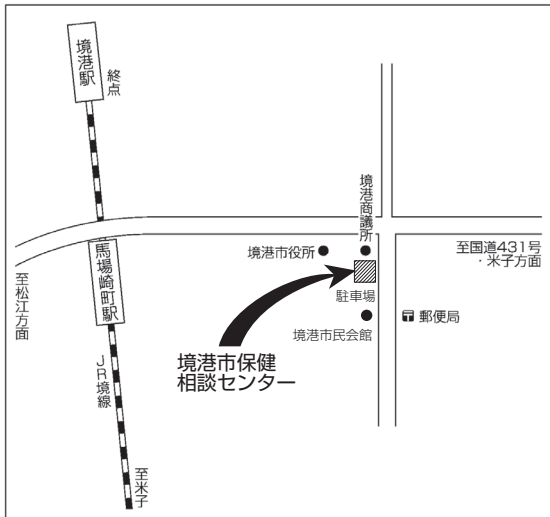 境港駅
終点
境港商議所
境港市役所
至国道431号
・米子方面
馬場崎町駅
至松江方面
駐車場
郵便局
境港市民会館
境港市保健
相談センター
JR境線
至米子